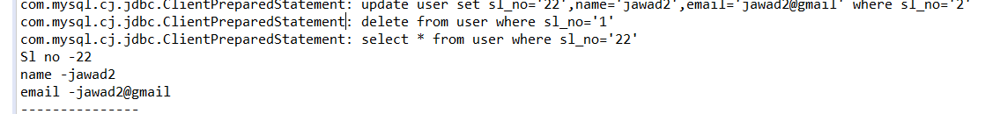 com.mysql.cj.jdbc.ClientPreparedStatement: update user set sl_no='22',name='jawad2',email='jawad2@gmail' where sl_no='2'
com.mysql.cj.jdbc.ClientPreparedStatement: delete from user where sl_no='1'
com.mysql.cj.jdbc.ClientPreparedStatement: select * from user where sl_no='22'
Sl no -22
name -jawad2
email -jawad2@gmail
---------------